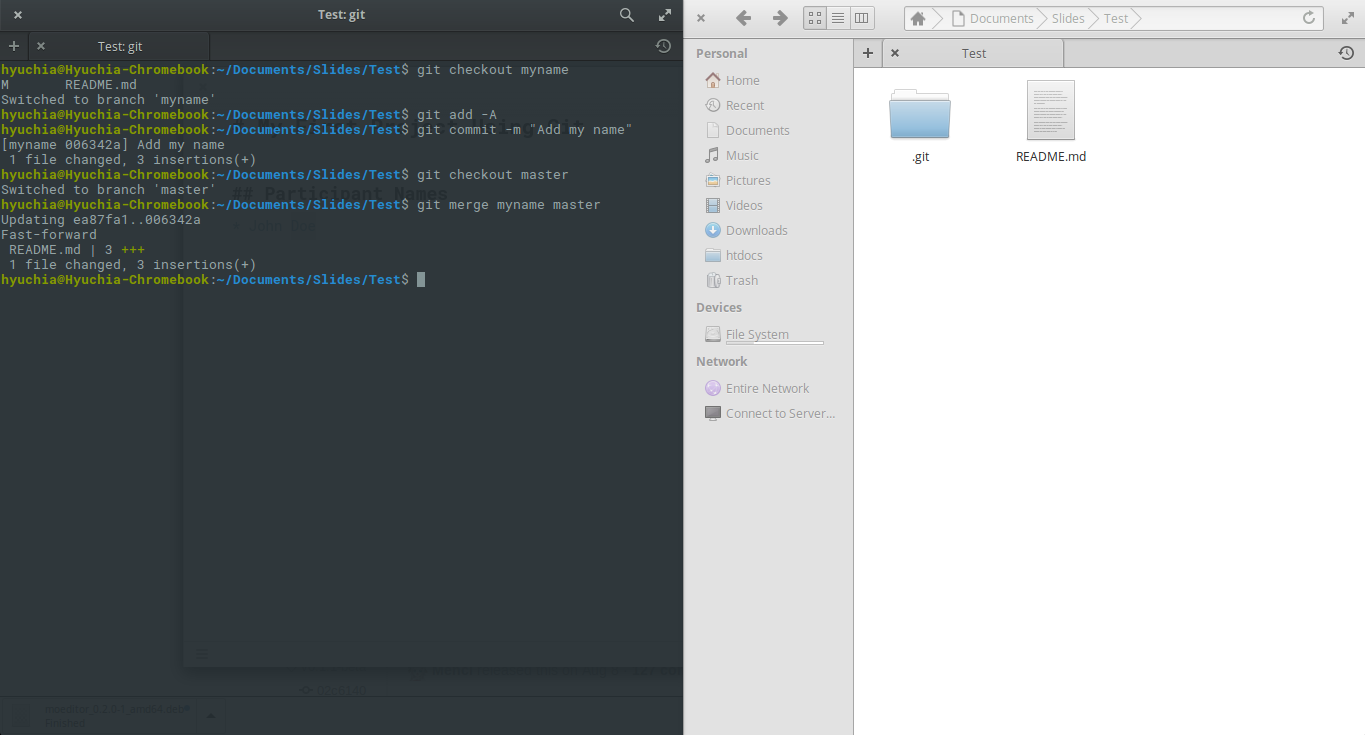 Test: git
Test: git
hyuchia@Hyuchia-Chromebook:~/Documents/Slides/Test$ git checkout myname
M       README.md
Switched to branch 'myname'
hyuchia@Hyuchia-Chromebook:~/Documents/Slides/Test$ git add -A
hyuchia@Hyuchia-Chromebook:~/Documents/Slides/Test$ git commit -m "Add my name"
[myname 006342a] Add my name
 1 file changed, 3 insertions(+)
hyuchia@Hyuchia-Chromebook:~/Documents/Slides/Test$ git checkout master
Switched to branch 'master'
## Participant Names
hyuchia@Hyuchia-Chromebook:~/Documents/Slides/Test$ git merge myname master
Updating ea87fa1..006342a
Fast-forward
 README.md | 3 +++
 1 file changed, 3 insertions(+)
hyuchia@Hyuchia-Chromebook:~/Documents/Slides/Test$
Finished
Documents
Slides
Test
Personal
Home
Recent
Documents
Music
Pictures
Videos
Downloads
htdocs
Trash
Devices
File System
Network
Entire Network
Connect to Server...
Test
.git
README.md